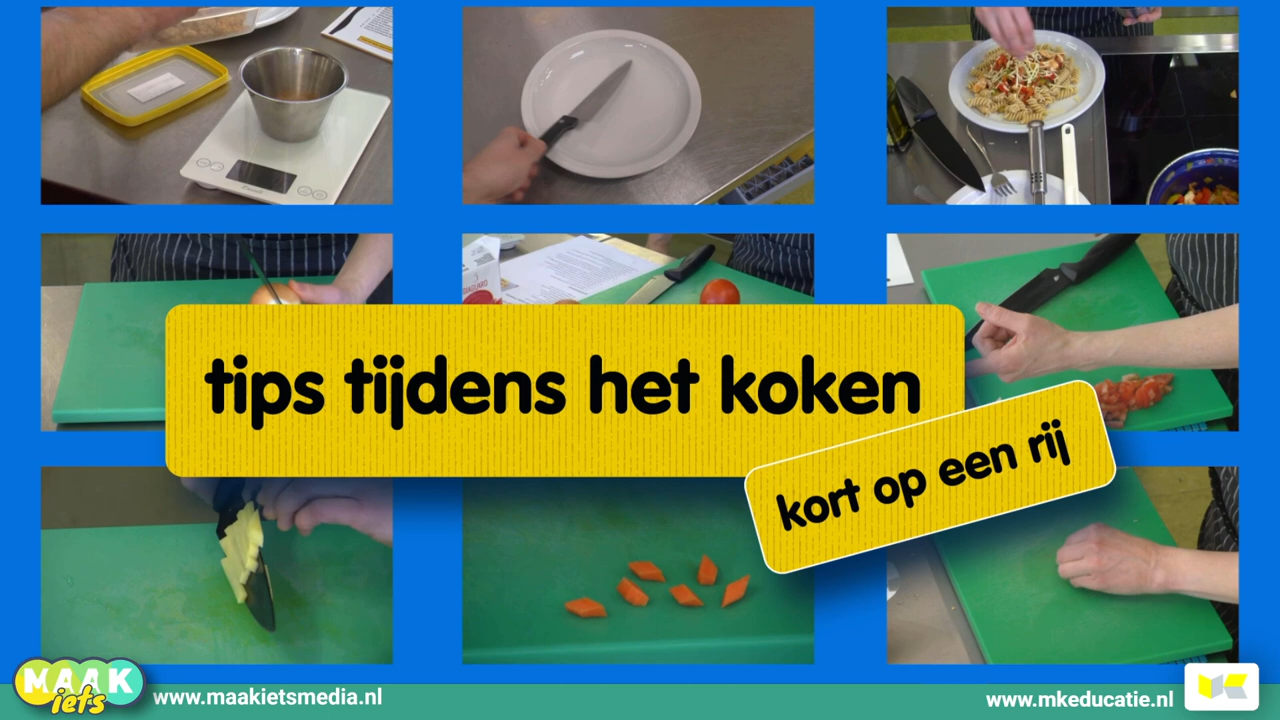 tips tijdens het koken
kort op een rij
MAAK
iets
www.maakietsmedia.nl
www.mkeducatie.nl